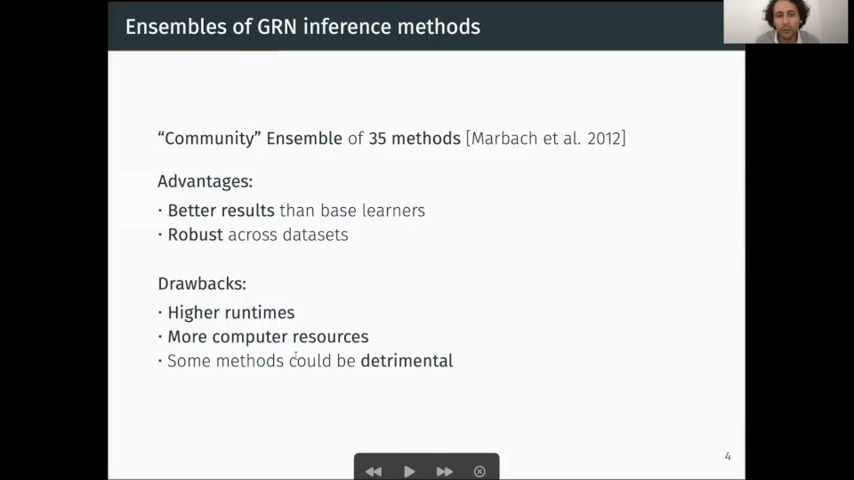 Ensembles of GRN inference methods
“Community” Ensemble of 35 methods [Marbach et al. 2012]
Advantages:
· Better results than base learners
· Robust across datasets
Drawbacks:
· Higher runtimes
· More computer resources
· Some methods could be detrimental
4